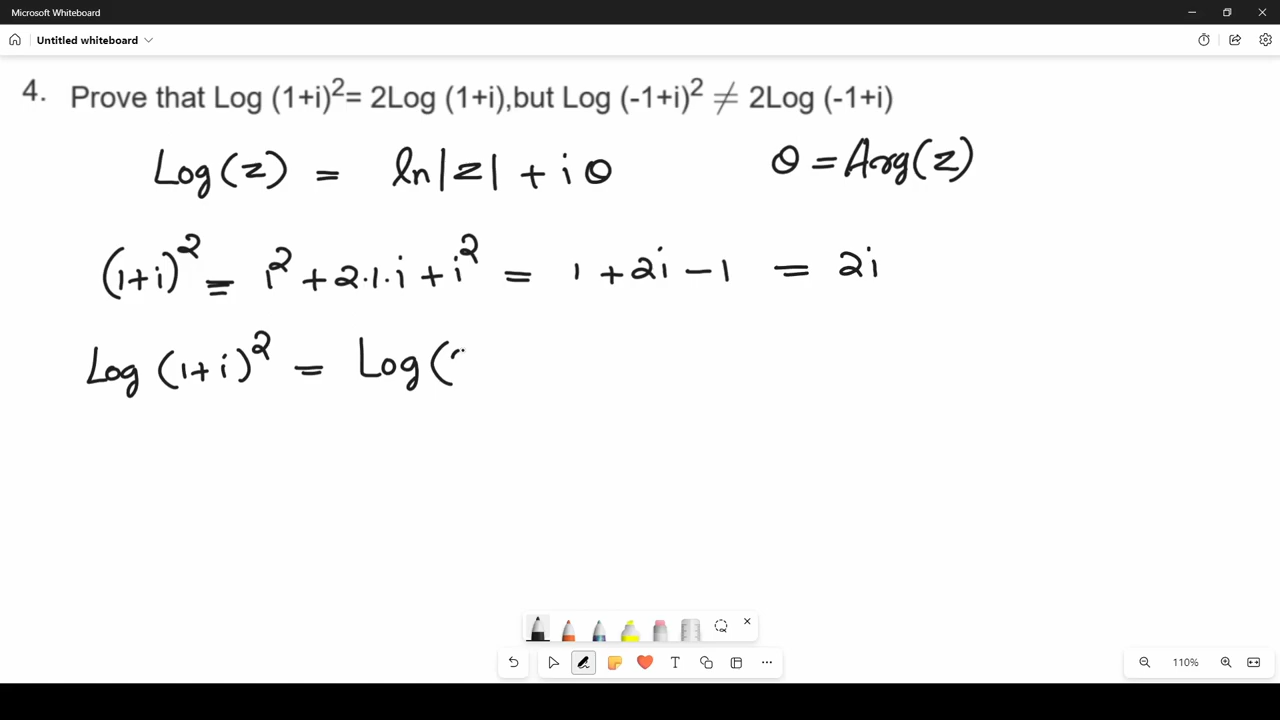 Microsoft Whiteboard
Untitled whiteboard
4. Prove that Log (1+i)²= 2Log (1+i),but Log (-1+i)² ≠ 2Log (-1+i)
Log(z) = ln|z| + iθ θ = Arg(z)
(1+i)² = 1² + 2·1·i + i² = 1 + 2i - 1 = 2i
Log (1+i)² = Log(
110%